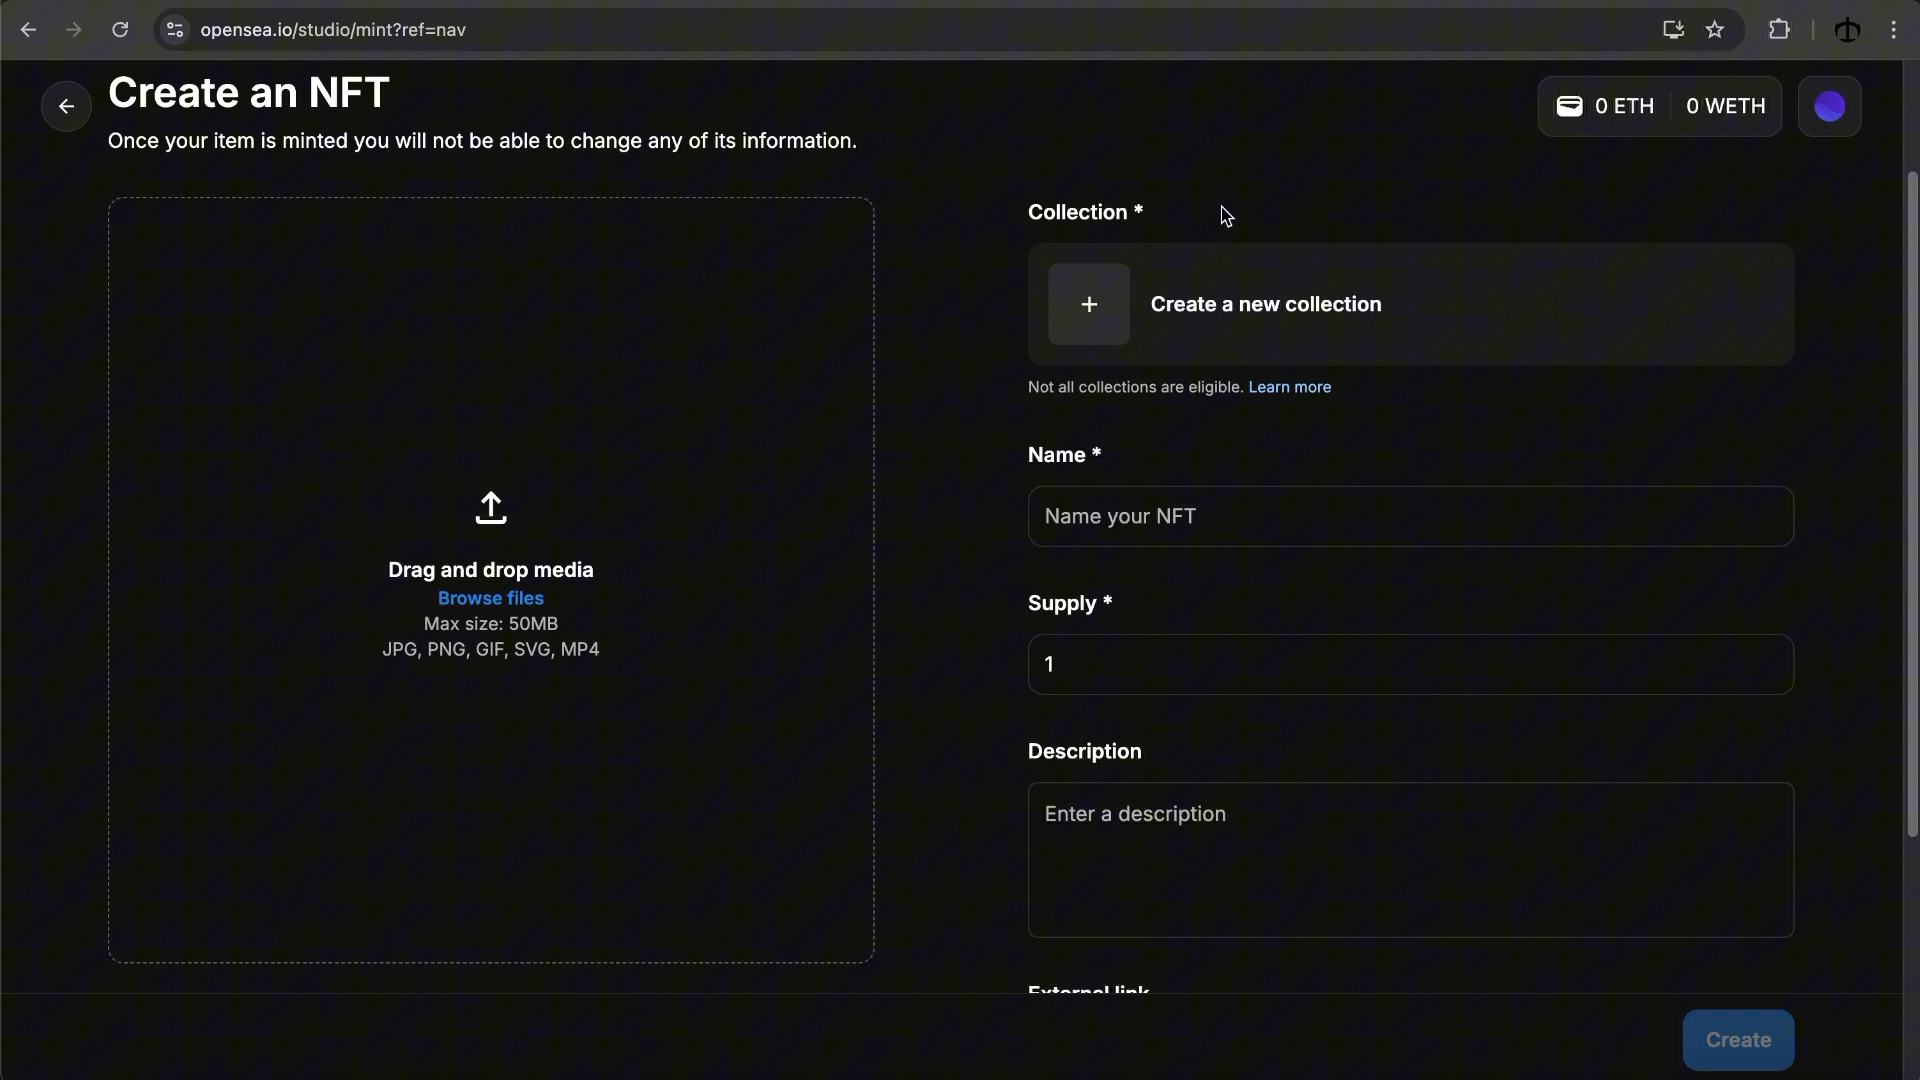 opensea.io/studio/mint?ref=nav
Create an NFT
Once your item is minted you will not be able to change any of its information.
0 ETH
0 WETH
Drag and drop media
Browse files
Max size: 50MB
JPG, PNG, GIF, SVG, MP4
Collection *
+
Create a new collection
Not all collections are eligible. Learn more
Name *
Name your NFT
Supply *
1
Description
Enter a description
External link
Create